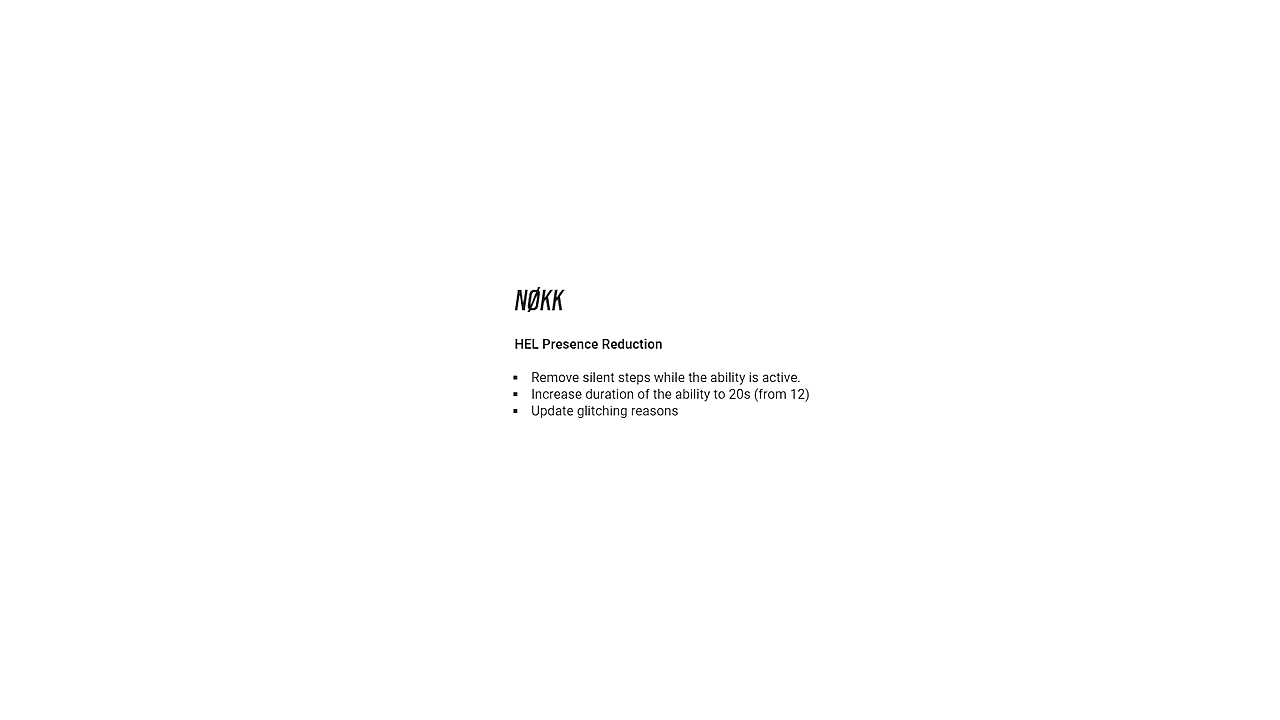 NØKK
HEL Presence Reduction
▪ Remove silent steps while the ability is active.
▪ Increase duration of the ability to 20s (from 12)
▪ Update glitching reasons